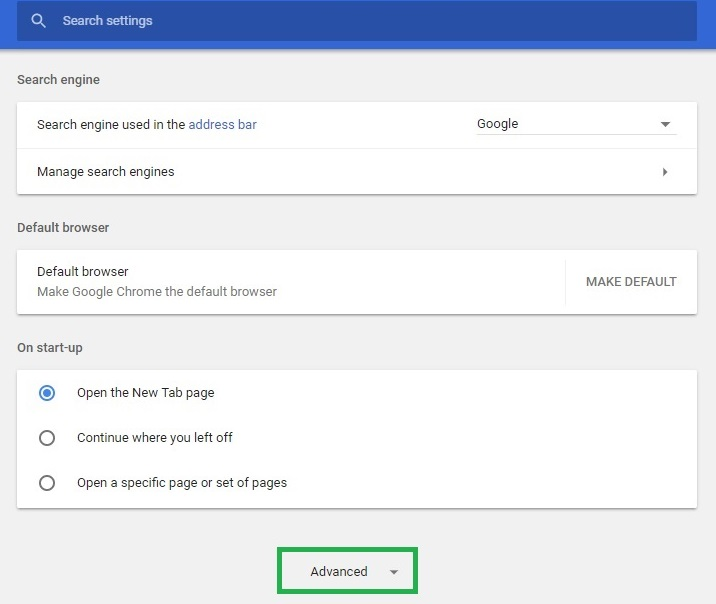 Search settings
Search engine
Search engine used in the address bar
Google
Manage search engines
Default browser
Default browser
Make Google Chrome the default browser
MAKE DEFAULT
On start-up
Open the New Tab page
Continue where you left off
Open a specific page or set of pages
Advanced